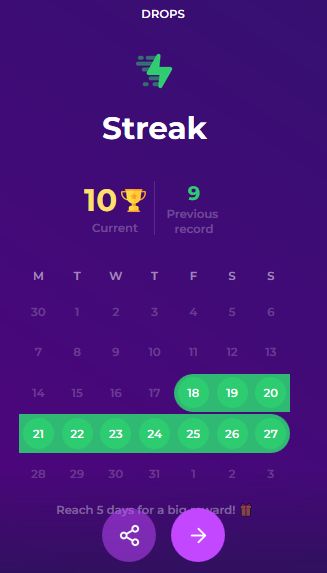 DROPS
Streak
10 9
Current Previous
record
M T W T F S S
30 1 2 3 4 5 6
7 8 9 10 11 12 13
14 15 16 17 18 19 20
21 22 23 24 25 26 27
28 29 30 31 1 2 3
Reach 5 days for a big reward!